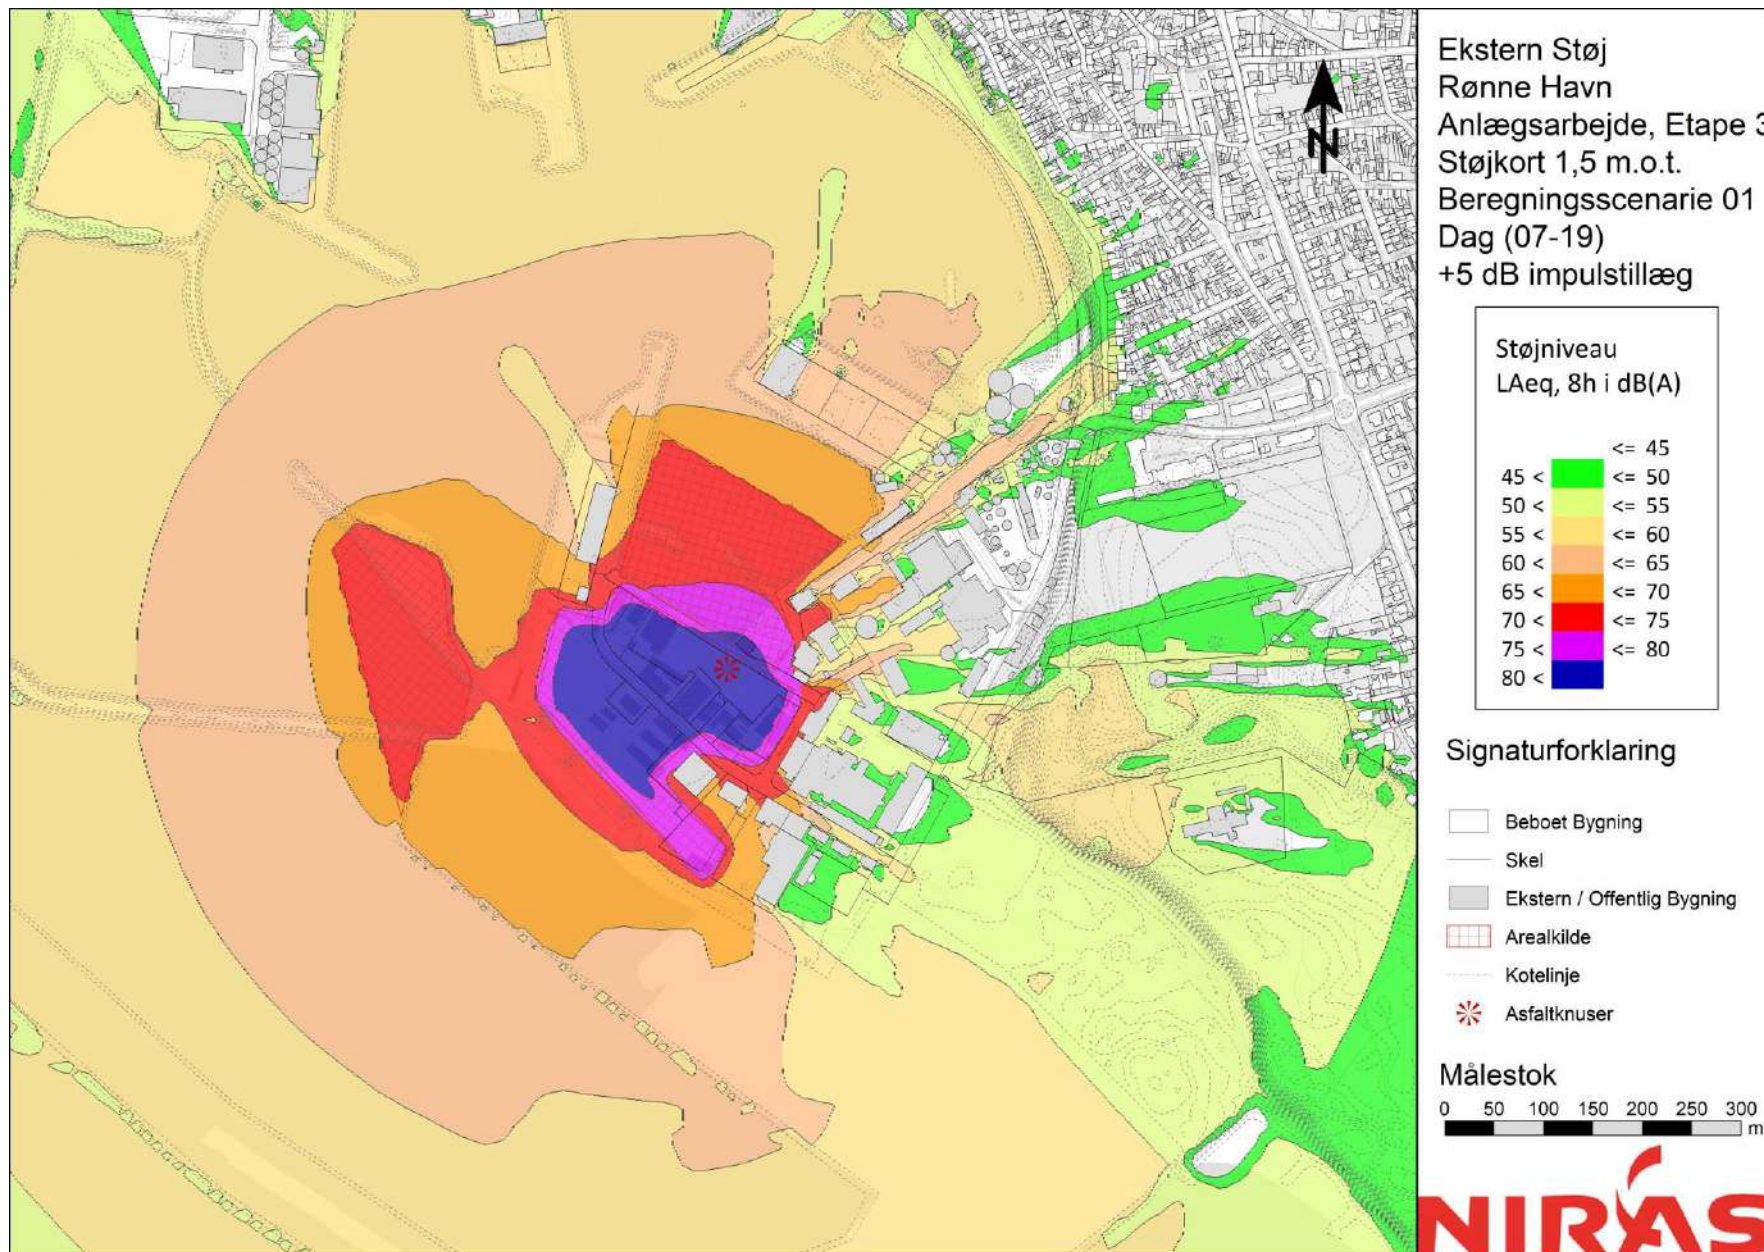 Ekstern Støj
Rønne Havn
Anlægsarbejde, Etape 3
Støjkort 1,5 m.o.t.
Beregningsscenarie 01
Dag (07-19)
+5 dB impulstillæg
N
Støjniveau
LAeq, 8h i dB(A)
<= 45
45 < <= 50
50 < <= 55
55 < <= 60
60 < <= 65
65 < <= 70
70 < <= 75
75 < <= 80
80 <
Signaturforklaring
Beboet Bygning
Skel
Ekstern / Offentlig Bygning
Arealkilde
Kotelinje
Asfaltknuser
Målestok
0 50 100 150 200 250 300
m
NIRAS